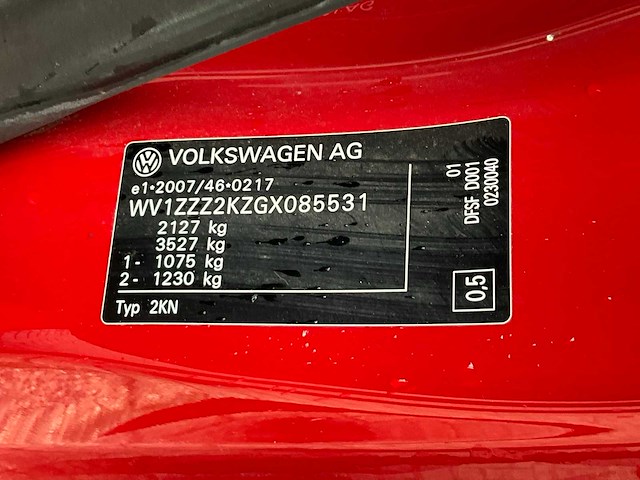 VOLKSWAGEN AG
e1*2007/46*0217
WV1ZZZ2KZGX085531
2127 kg
3527 kg
1- 1075 kg
2- 1230 kg
Typ 2KN
01
DFSF D001
0230040
0,5